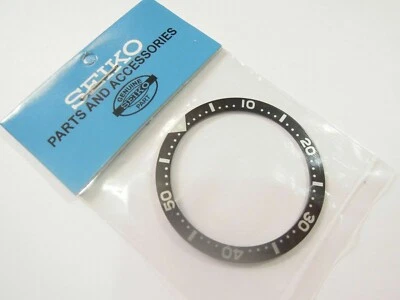 SEIKO
PARTS AND ACCESSORIES
GENUINE
SEIKO
PART
10
20
30
40
50